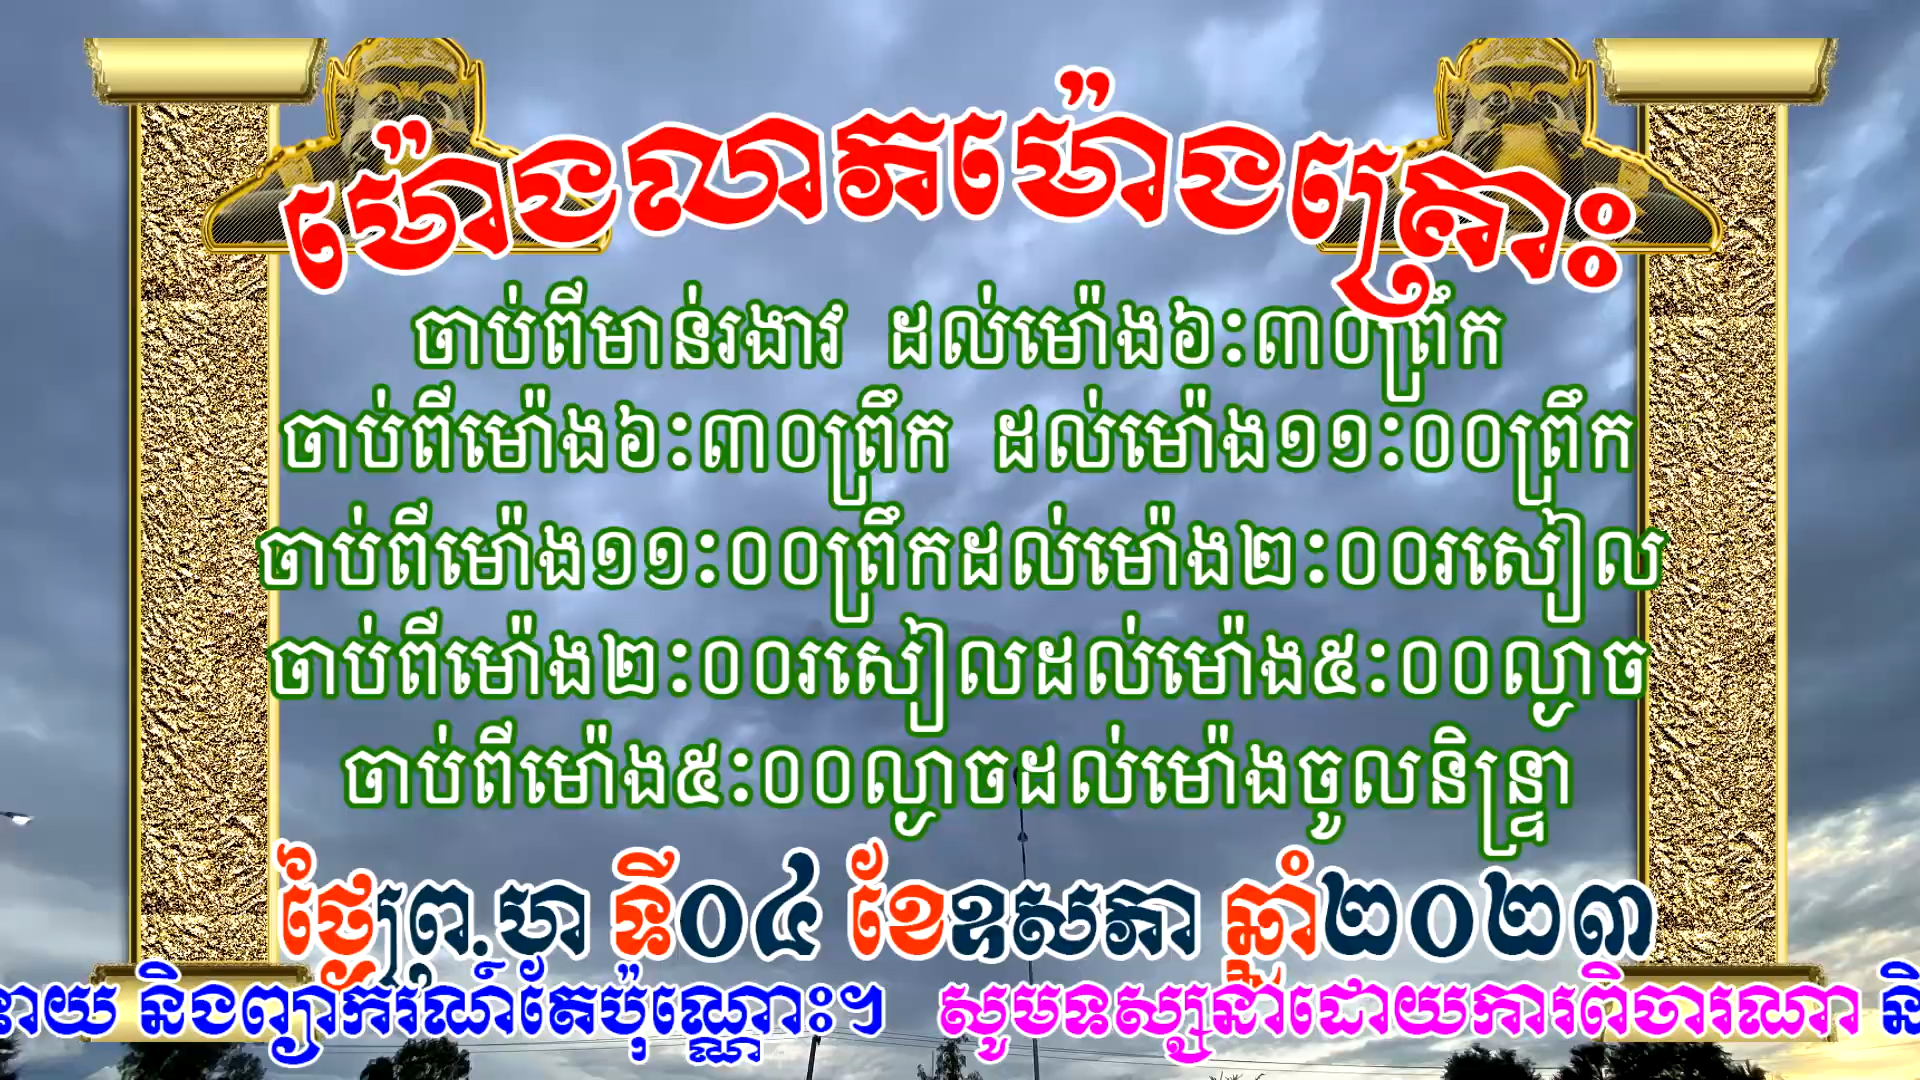 ម៉ោងលាភម៉ោងគ្រោះ
ចាប់ពីមាន់រងាវ ដល់ម៉ោង៦:៣០ព្រឹក
ចាប់ពីម៉ោង៦:៣០ព្រឹក ដល់ម៉ោង១១:០០ព្រឹក
ចាប់ពីម៉ោង១១:០០ព្រឹកដល់ម៉ោង២:០០រសៀល
ចាប់ពីម៉ោង២:០០រសៀលដល់ម៉ោង៥:០០ល្ងាច
ចាប់ពីម៉ោង៥:០០ល្ងាចដល់ម៉ោងចូលនិន្ទ្រា
ថ្ងៃព្រ.ហ ទី០៤ ខែឧសភា ឆ្នាំ២០២៣
និងព្យាករណ៍តែប៉ុណ្ណោះ។ សូមទស្សនាដោយការពិចារណា